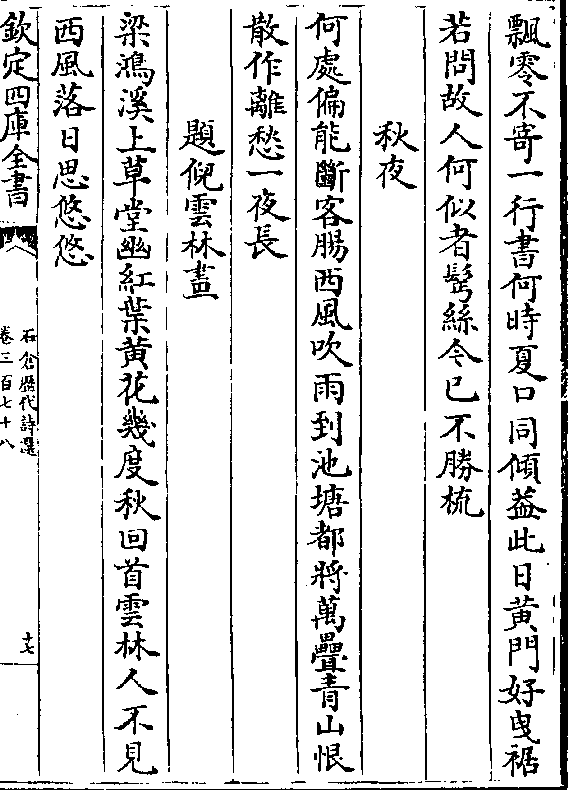 飄零不寄一行書何時夏口同傾葢此日黄門好曳裾
若問故人何似者鬂絲今已不勝梳
秋夜
何處偏能斷客腸西風吹雨到池塘都將萬疊青山恨
散作離愁一夜長
題倪雲林畫
梁鴻溪上草堂幽紅葉黄花幾度秋回首雲林人不見
西風落日思悠悠
欽定四庫全書
石倉歴代詩選
卷三百七十八
十七